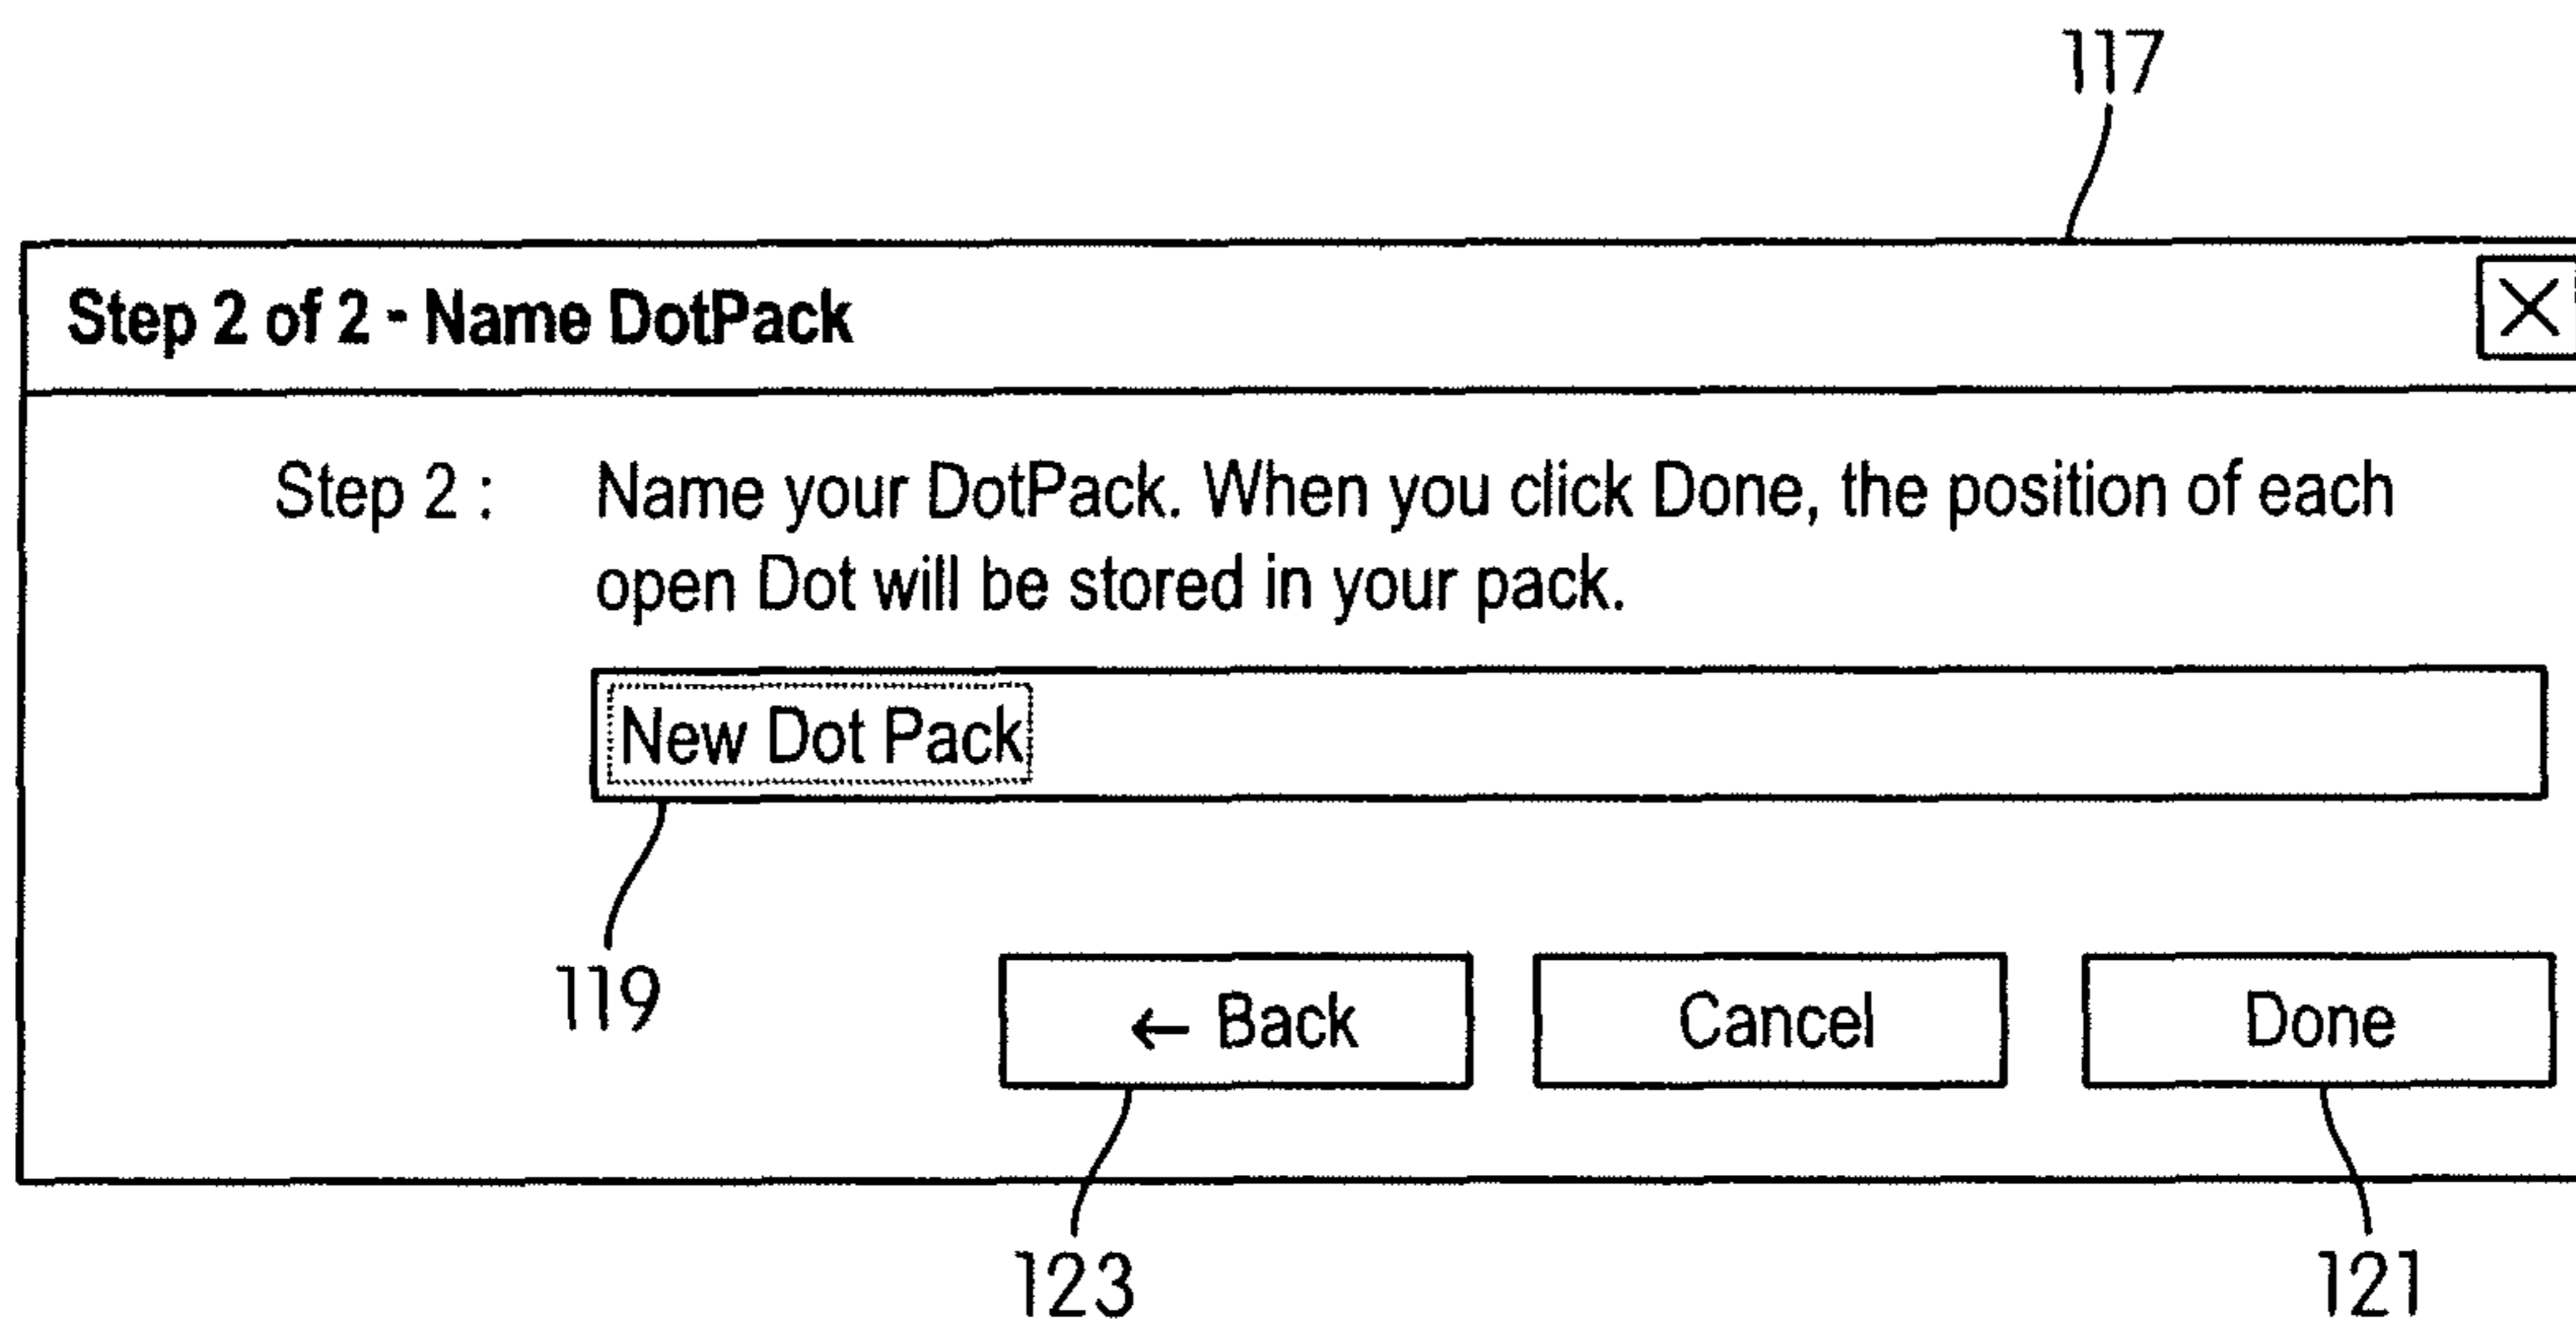 117
Step 2 of 2 - Name DotPack
Step 2 : Name your DotPack. When you click Done, the position of each
open Dot will be stored in your pack.
New Dot Pack
119
← Back Cancel Done
123 121